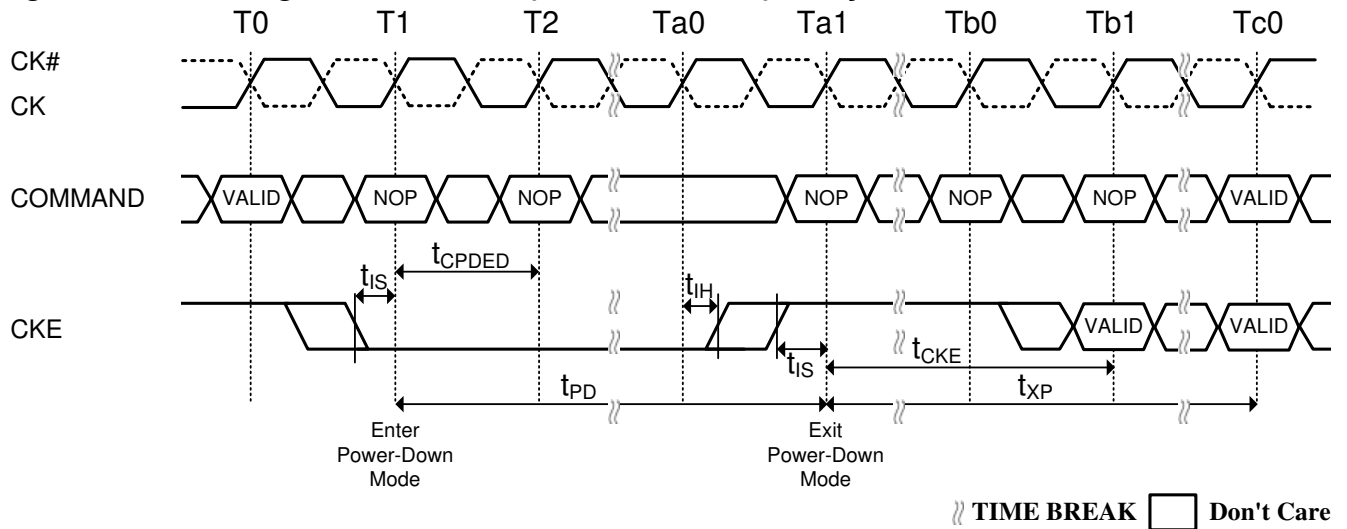 T0 T1 T2 Ta0 Ta1 Tb0 Tb1 Tc0
CK#
CK
COMMAND VALID NOP NOP NOP NOP NOP VALID
tIS tCPDED tIH
CKE VALID VALID
tIS tCKE
tPD tXP
Enter
Power-Down
Mode
Exit
Power-Down
Mode
TIME BREAK Don't Care